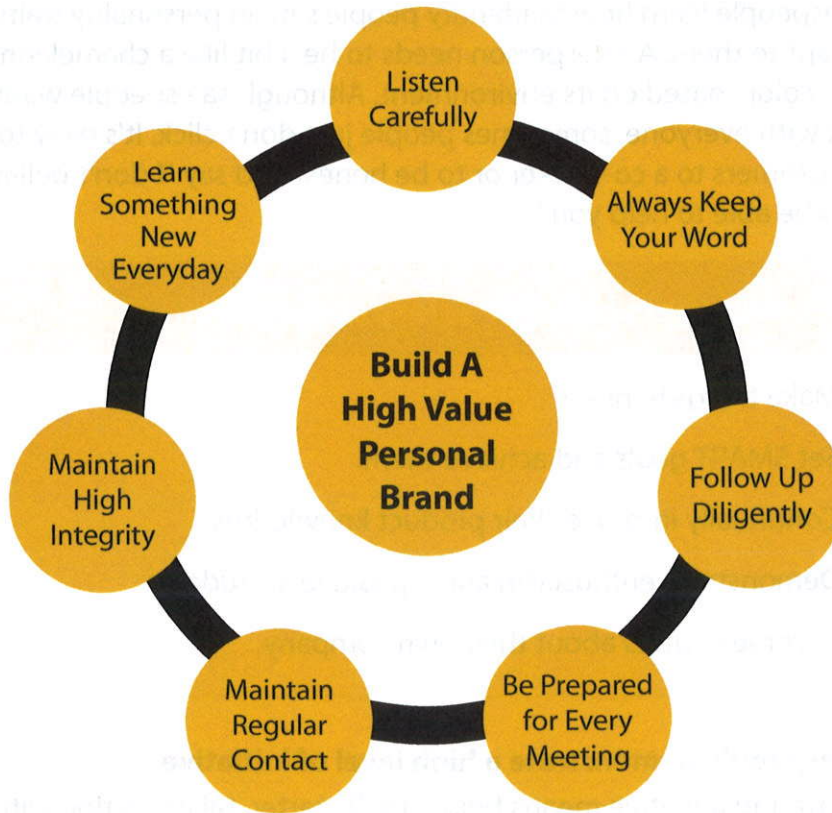 Listen
Carefully
Always Keep
Your Word
Follow Up
Diligently
Be Prepared
for Every
Meeting
Maintain
Regular
Contact
Maintain
High
Integrity
Learn
Something
New
Everyday
Build A
High Value
Personal
Brand